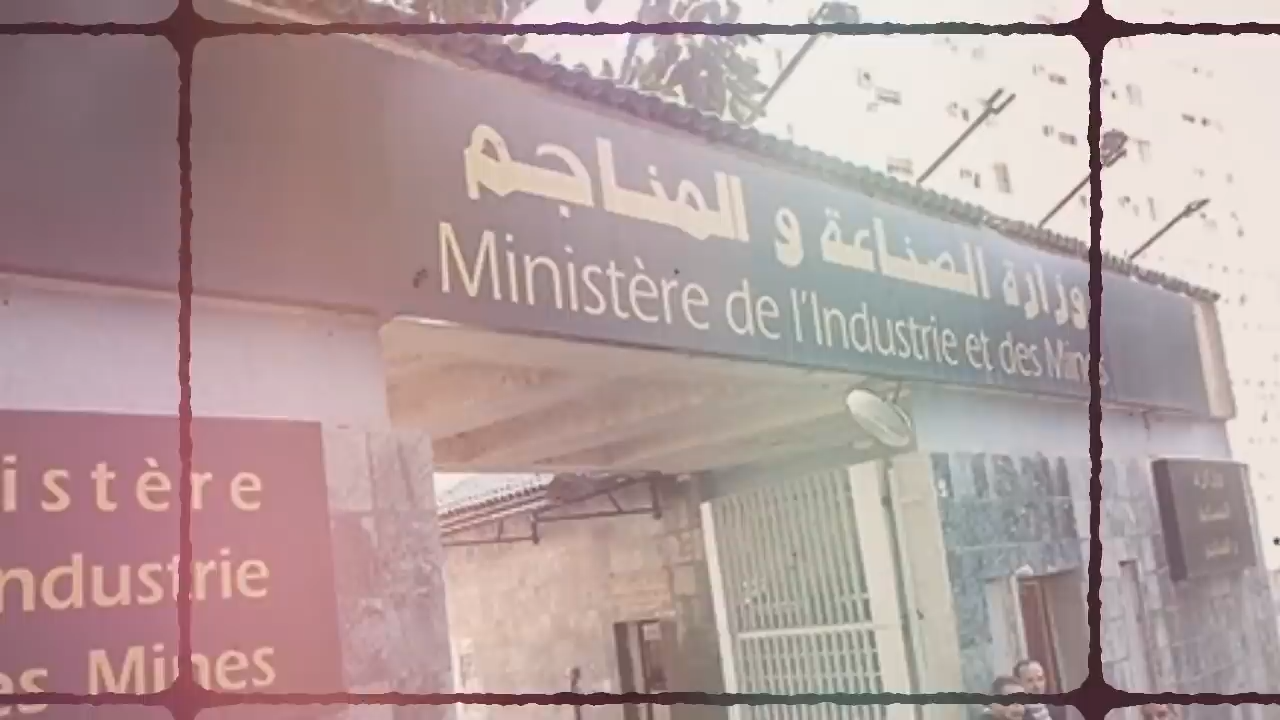 وزارة الصناعة و المناجم
Ministère de l'Industrie et des Mines
istère
ndustrie
es Mines